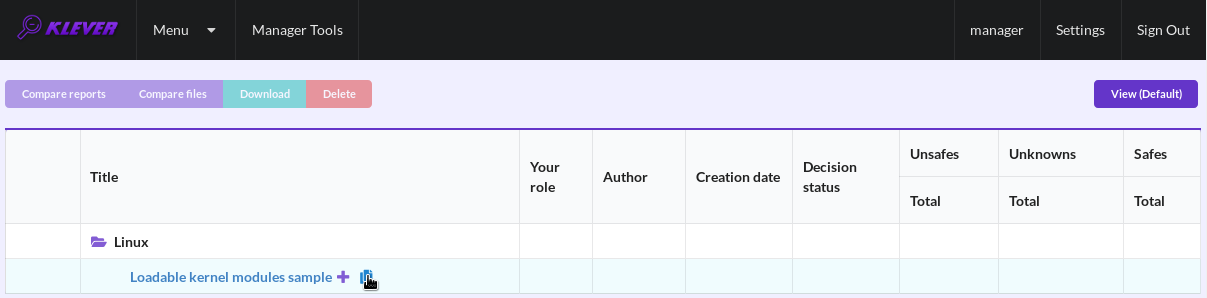 KLEVER Menu Manager Tools manager Settings Sign Out
Compare reports Compare files Download Delete View (Default)
Title Your role Author Creation date Decision status Unsafes Unknowns Safes
Total Total Total
Linux
Loadable kernel modules sample